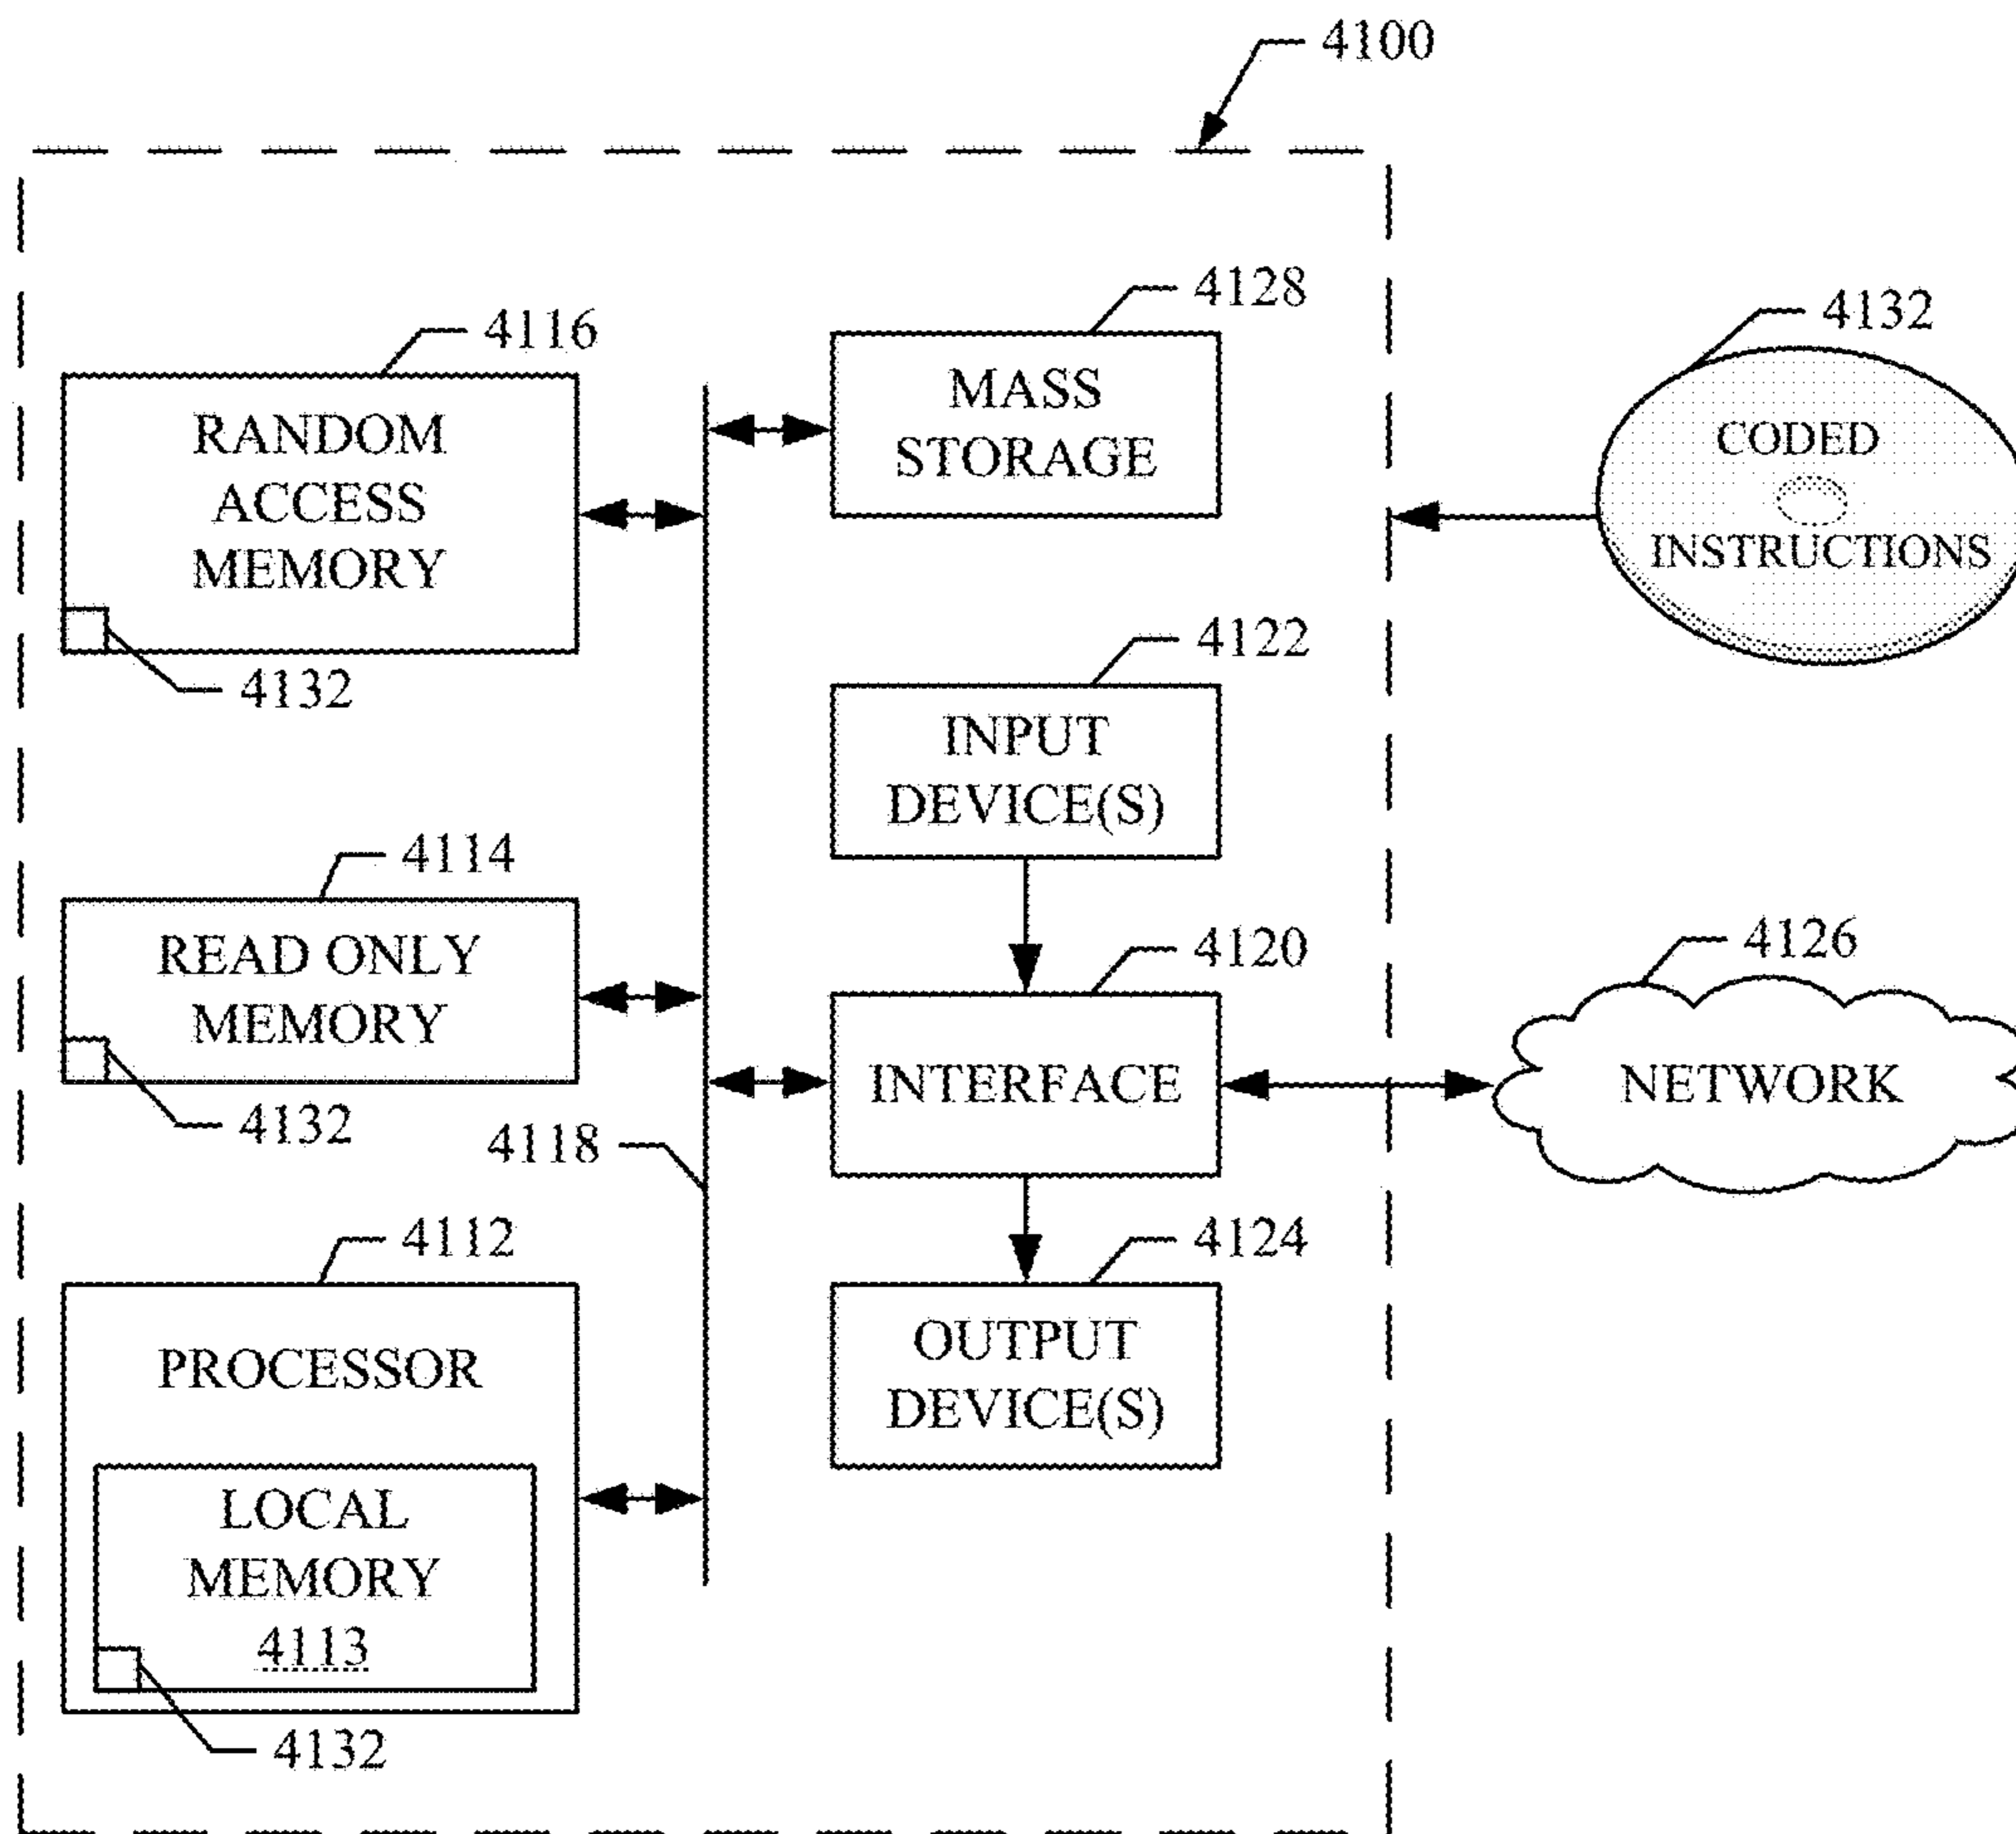 4100
4128
4116
4132
RANDOM
ACCESS
MEMORY
MASS
STORAGE
CODED
INSTRUCTIONS
4132
4122
INPUT
DEVICE(S)
4114
READ ONLY
MEMORY
4132
4120
INTERFACE
4126
NETWORK
4118
4112
PROCESSOR
LOCAL
MEMORY
4113
4132
4124
OUTPUT
DEVICE(S)